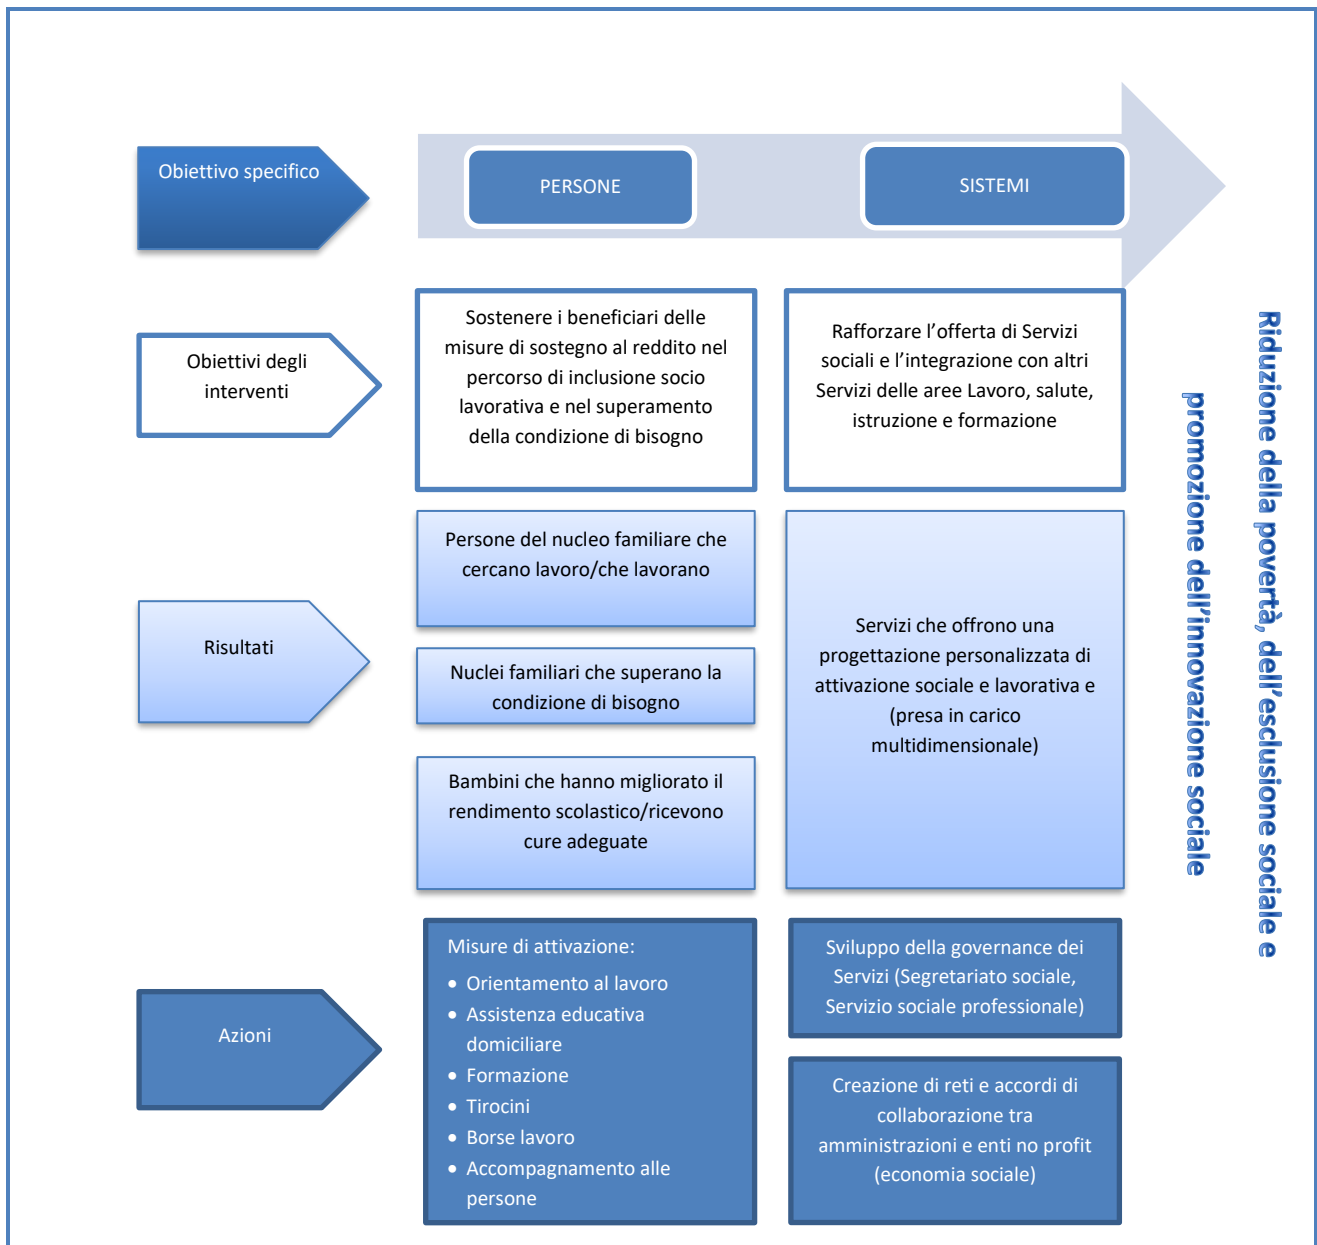 Obiettivo specifico
PERSONE
SISTEMI
Obiettivi degli
interventi
Sostenere i beneficiari delle
misure di sostegno al reddito nel
percorso di inclusione socio
lavorativa e nel superamento
della condizione di bisogno
Rafforzare l’offerta di Servizi
sociali e l’integrazione con altri
Servizi delle aree Lavoro, salute,
istruzione e formazione
Risultati
Persone del nucleo familiare che
cercano lavoro/che lavorano
Nuclei familiari che superano la
condizione di bisogno
Bambini che hanno migliorato il
rendimento scolastico/ricevono
cure adeguate
Servizi che offrono una
progettazione personalizzata di
attivazione sociale e lavorativa e
(presa in carico
multidimensionale)
Azioni
Misure di attivazione:
• Orientamento al lavoro
• Assistenza educativa
domiciliare
• Formazione
• Tirocini
• Borse lavoro
• Accompagnamento alle
persone
Sviluppo della governance dei
Servizi (Segretariato sociale,
Servizio sociale professionale)
Creazione di reti e accordi di
collaborazione tra
amministrazioni e enti no profit
(economia sociale)
Riduzione della povertà, dell'esclusione sociale e
promozione dell'innovazione sociale